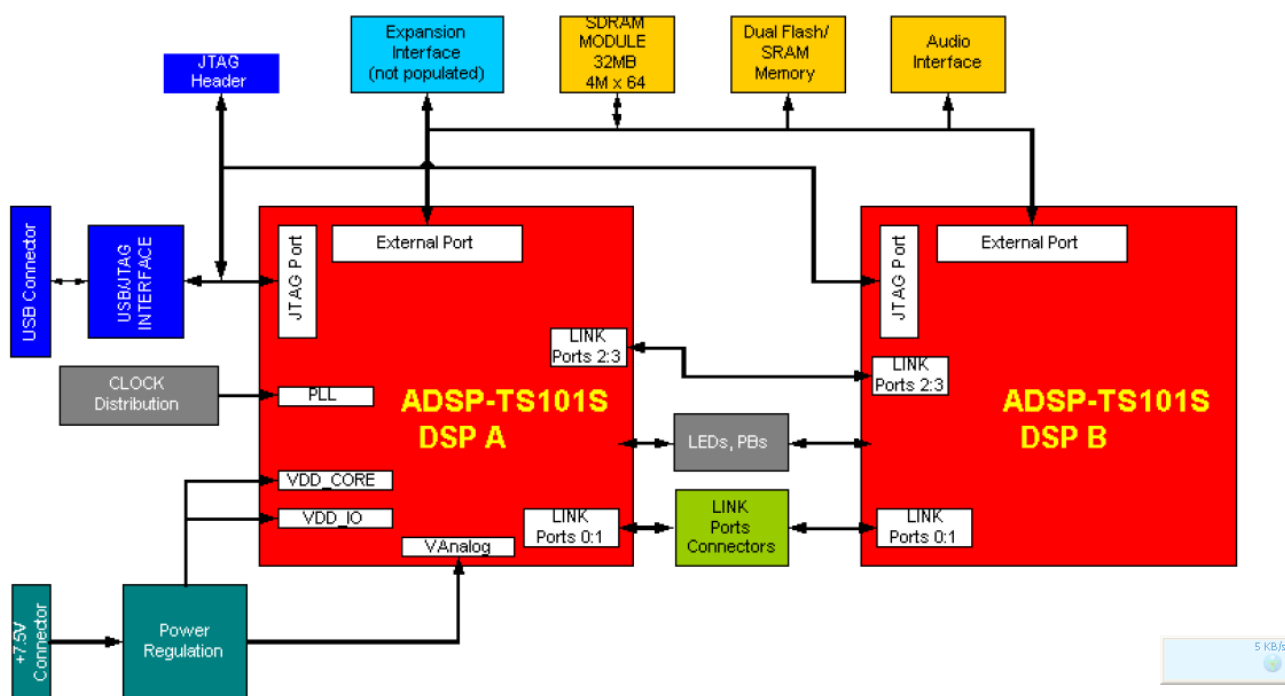 JTAG
Header
Expansion
Interface
(not populated)
SDRAM
MODULE
32MB
4M x 64
Dual Flash/
SRAM
Memory
Audio
Interface
USB Connector
USB/JTAG
INTERFACE
JTAG Port
External Port
JTAG Port
External Port
LINK
Ports 2:3
LINK
Ports 2:3
CLOCK
Distribution
PLL
ADSP-TS101S
DSP A
ADSP-TS101S
DSP B
LEDs, PBs
VDD_CORE
VDD_IO
VAnalog
LINK
Ports 0:1
LINK
Ports
Connectors
LINK
Ports 0:1
+7.5V
Connector
Power
Regulation
5 KB/s